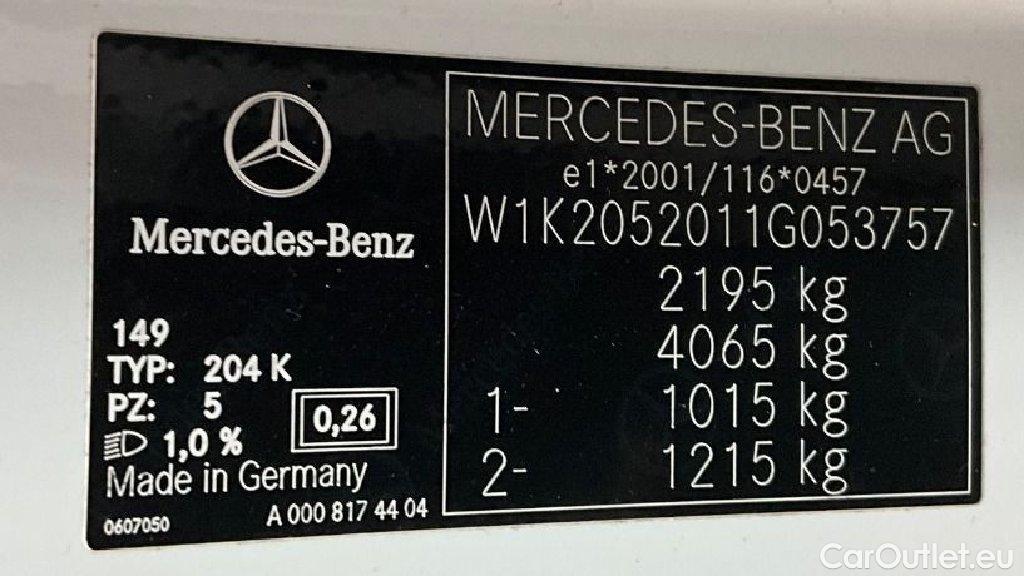 Mercedes-Benz
149
TYP: 204 K
PZ: 5
1,0 %
0,26
Made in Germany
0607050
A 000 817 44 04
MERCEDES-BENZ AG
e1*2001/116*0457
W1K2052011G053757
2195 kg
4065 kg
1- 1015 kg
2- 1215 kg
CarOutlet.eu